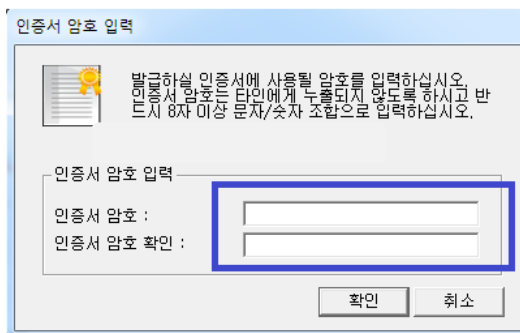 인증서 암호 입력
발급하실 인증서에 사용될 암호를 입력하십시오.
인증서 암호는 타인에게 누출되지 않도록 하시고 반
드시 8자 이상 문자/숫자 조합으로 입력하십시오.
인증서 암호 입력
인증서 암호 :
인증서 암호 확인 :
확인 취소